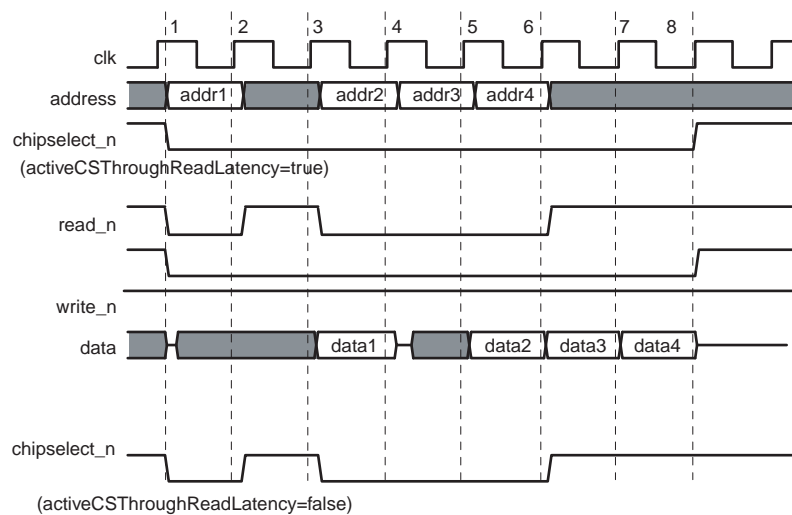 1 2 3 4 5 6 7 8
clk
address addr1 addr2 addr3 addr4
chipselect_n
(activeCSThroughReadLatency=true)
read_n
write_n
data data1 data2 data3 data4
chipselect_n
(activeCSThroughReadLatency=false)